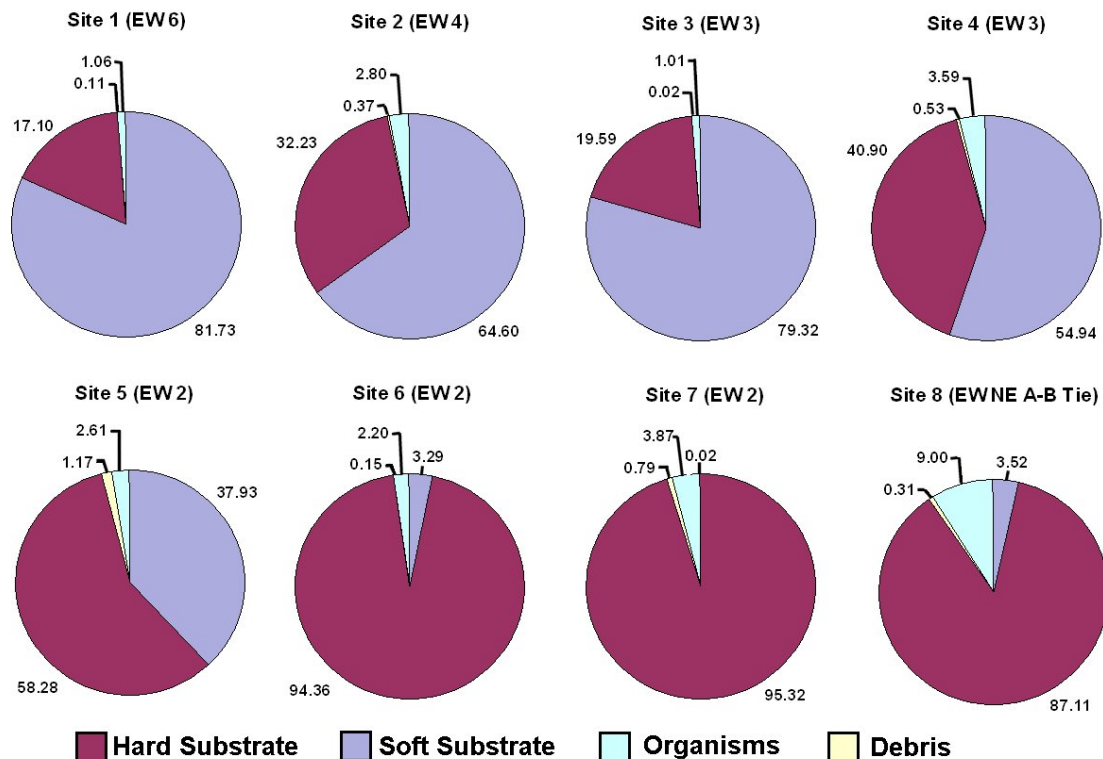 Site 1 (EW6)
1.06
0.11
17.10
81.73
Site 2 (EW4)
2.80
0.37
32.23
64.60
Site 3 (EW3)
1.01
0.02
19.59
79.32
Site 4 (EW3)
3.59
0.53
40.90
54.94
Site 5 (EW2)
2.61
1.17
37.93
58.28
Site 6 (EW2)
2.20
0.15
3.29
94.36
Site 7 (EW2)
3.87
0.79
0.02
95.32
Site 8 (EWNE A-B Tie)
9.00
0.31
3.52
87.11
Hard Substrate
Soft Substrate
Organisms
Debris